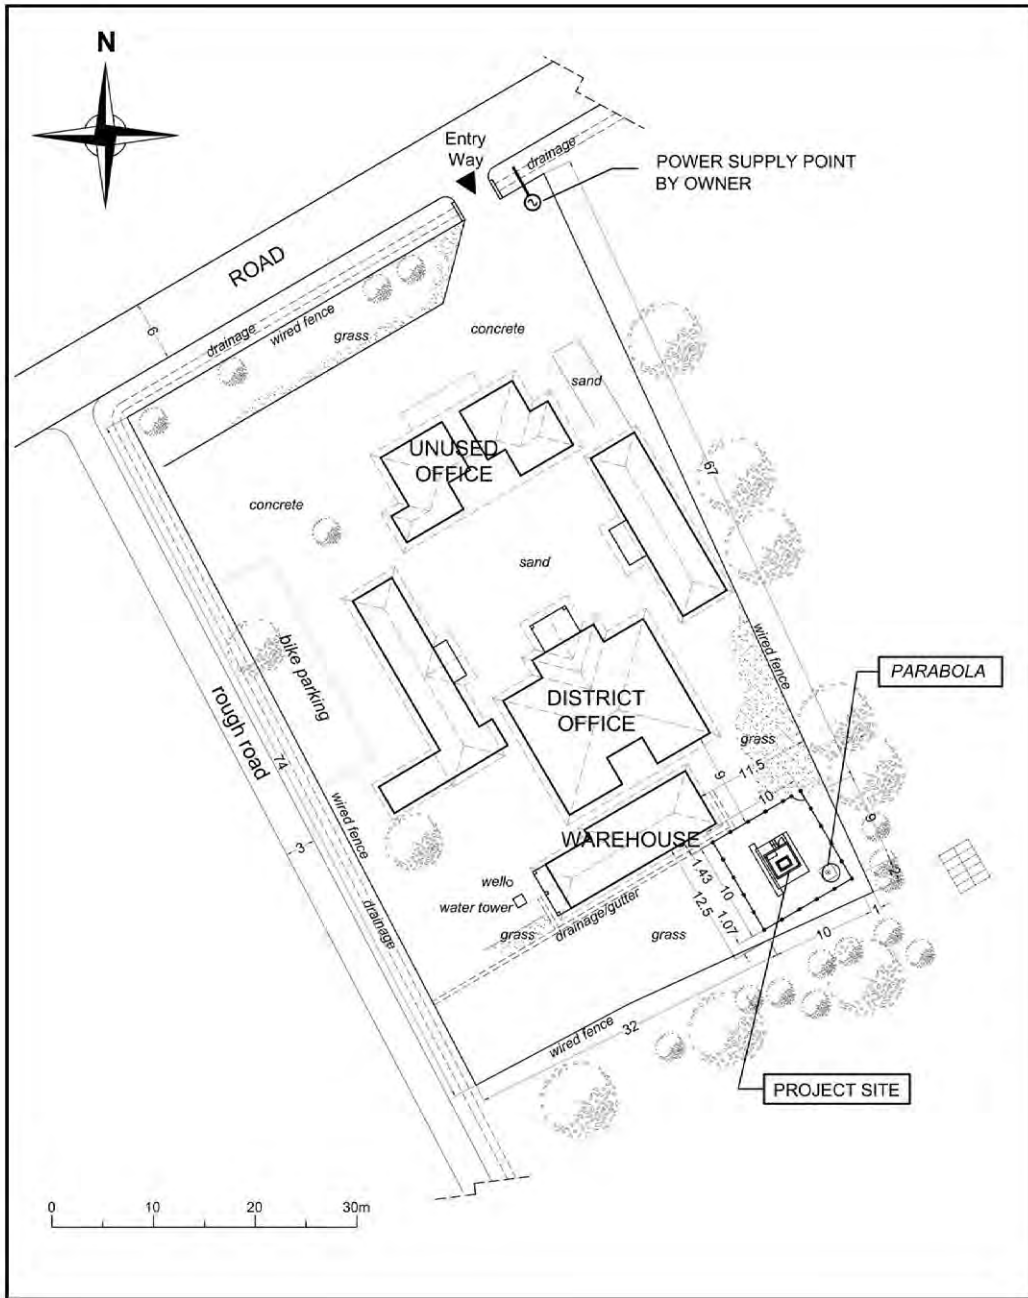 N
Entry
Way
drainage
POWER SUPPLY POINT
BY OWNER
ROAD
6
drainage
wired fence
grass
concrete
sand
UNUSED
OFFICE
67
concrete
sand
bike parking
wired fence
PARABOLA
DISTRICT
OFFICE
rough road
74
grass
11.5
9
10
wired fence
WAREHOUSE
3
9
1.43
10
1.07
12.5
2
well
water tower
drainage/gutter
drainage
grass
grass
1
10
32
wired fence
PROJECT SITE
0
10
20
30m